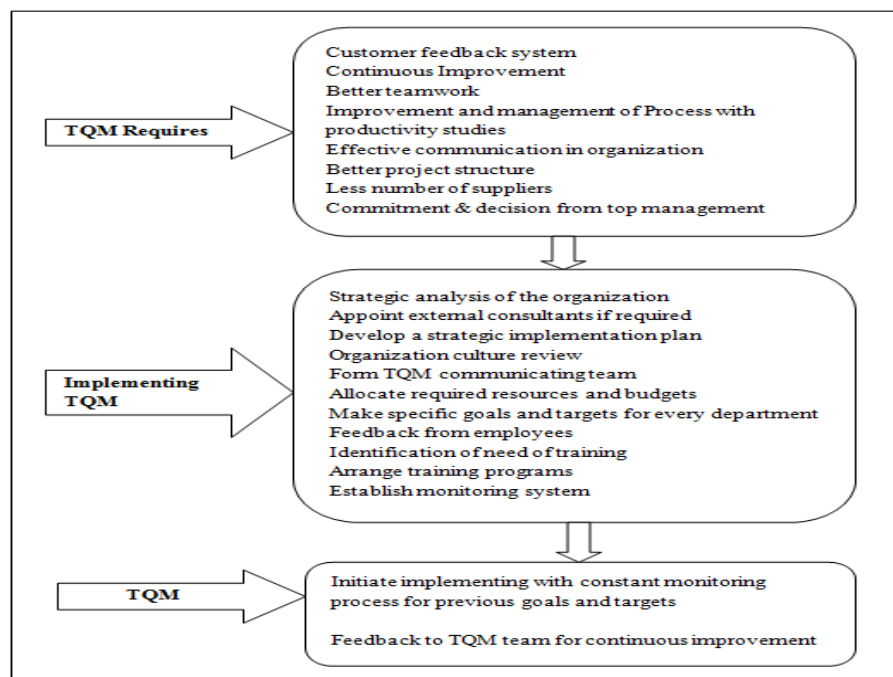 TQM Requires
Customer feedback system
Continuous Improvement
Better teamwork
Improvement and management of Process with
productivity studies
Effective communication in organization
Better project structure
Less number of suppliers
Commitment & decision from top management
Implementing
TQM
Strategic analysis of the organization
Appoint external consultants if required
Develop a strategic implementation plan
Organization culture review
Form TQM communicating team
Allocate required resources and budgets
Make specific goals and targets for every department
Feedback from employees
Identification of need of training
Arrange training programs
Establish monitoring system
TQM
Initiate implementing with constant monitoring
process for previous goals and targets
Feedback to TQM team for continuous improvement